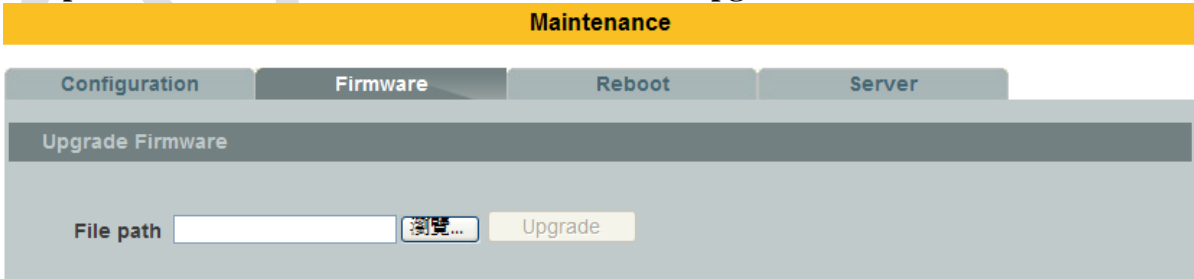 Maintenance
Configuration Firmware Reboot Server
Upgrade Firmware
File path 瀏覽... Upgrade